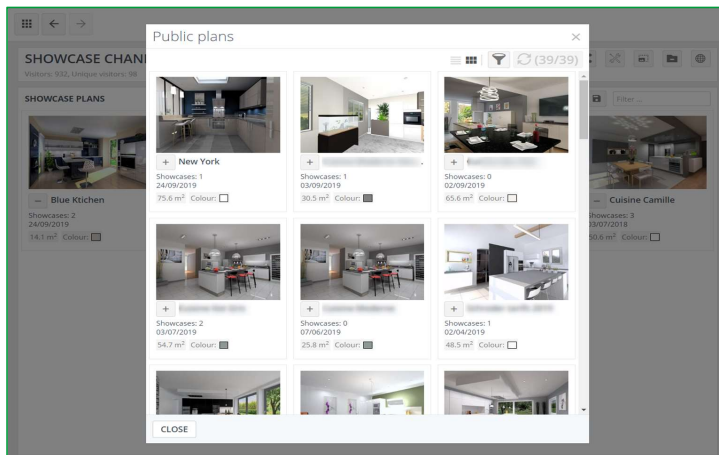 Public plans
(39/39)
SHOWCASE CHAN
Visitors: 932, Unique visitors: 98
SHOWCASE PLANS
Filter ...
New York
Showcases: 1
24/09/2019
75.6 m² Colour:
Showcases: 1
03/09/2019
30.5 m² Colour:
Showcases: 0
02/09/2019
65.6 m² Colour:
Blue Ktichen
Showcases: 2
24/09/2019
14.1 m² Colour:
Cuisine Camille
Showcases: 3
03/07/2018
50.6 m² Colour:
Showcases: 2
03/07/2019
54.7 m² Colour:
Showcases: 0
07/06/2019
25.8 m² Colour:
Showcases: 1
02/04/2019
48.5 m² Colour:
CLOSE